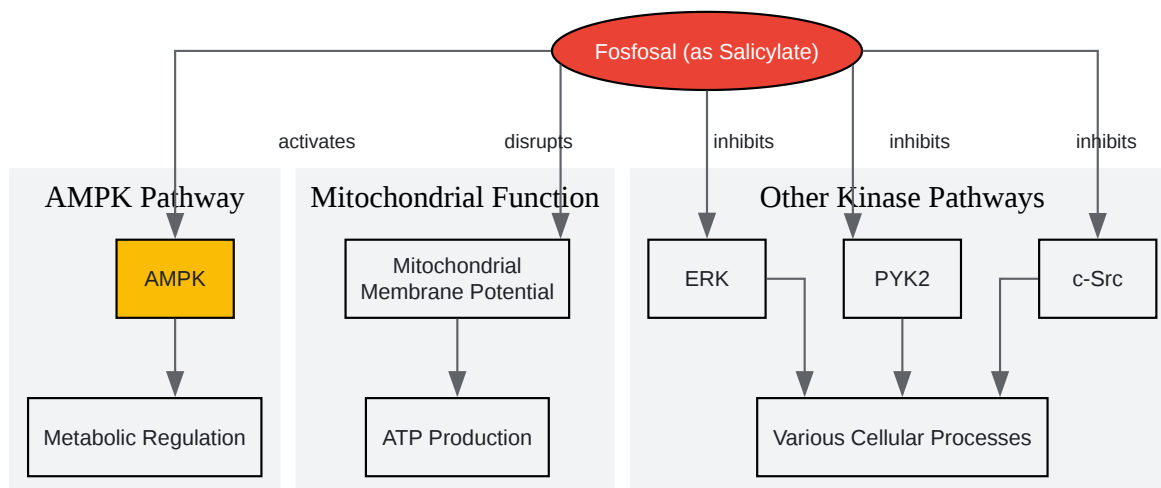 Fosfosal (as Salicylate)
activates
disrupts
inhibits
inhibits
inhibits
AMPK Pathway
Mitochondrial Function
Other Kinase Pathways
AMPK
Mitochondrial
Membrane Potential
ERK
PYK2
c-Src
Metabolic Regulation
ATP Production
Various Cellular Processes